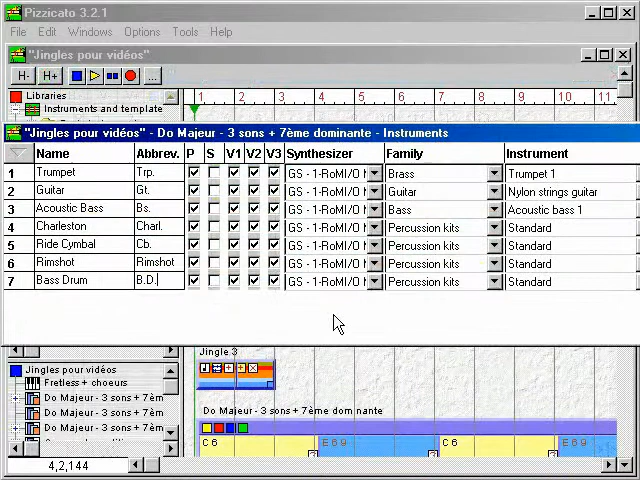 Pizzicato 3.2.1
File Edit Windows Options Tools Help
"Jingles pour vidéos"
H- H+ ...
Libraries
1 2 3 4 5 6 7 8 9 10 11
Instruments and template
"Jingles pour vidéos" - Do Majeur - 3 sons + 7ème dominante - Instruments
Name Abbrev. P S V1 V2 V3 Synthesizer Family Instrument
1 Trumpet Trp. GS - 1-RoMI/O Brass Trumpet 1
2 Guitar Gt. GS - 1-RoMI/O Guitar Nylon strings guitar
3 Acoustic Bass Bs. GS - 1-RoMI/O Bass Acoustic bass 1
4 Charleston Charl. GS - 1-RoMI/O Percussion kits Standard
5 Ride Cymbal Cb. GS - 1-RoMI/O Percussion kits Standard
6 Rimshot Rimshot GS - 1-RoMI/O Percussion kits Standard
7 Bass Drum B.D. GS - 1-RoMI/O Percussion kits Standard
Jingle 3
Jingles pour vidéos
Fretless + choeurs
Do Majeur - 3 sons + 7èm
Do Majeur - 3 sons + 7èm
Do Majeur - 3 sons + 7èm
Do Majeur - 3 sons + 7ème dominante
C 6 E 6 9 C 6 E 6 9
4,2,144